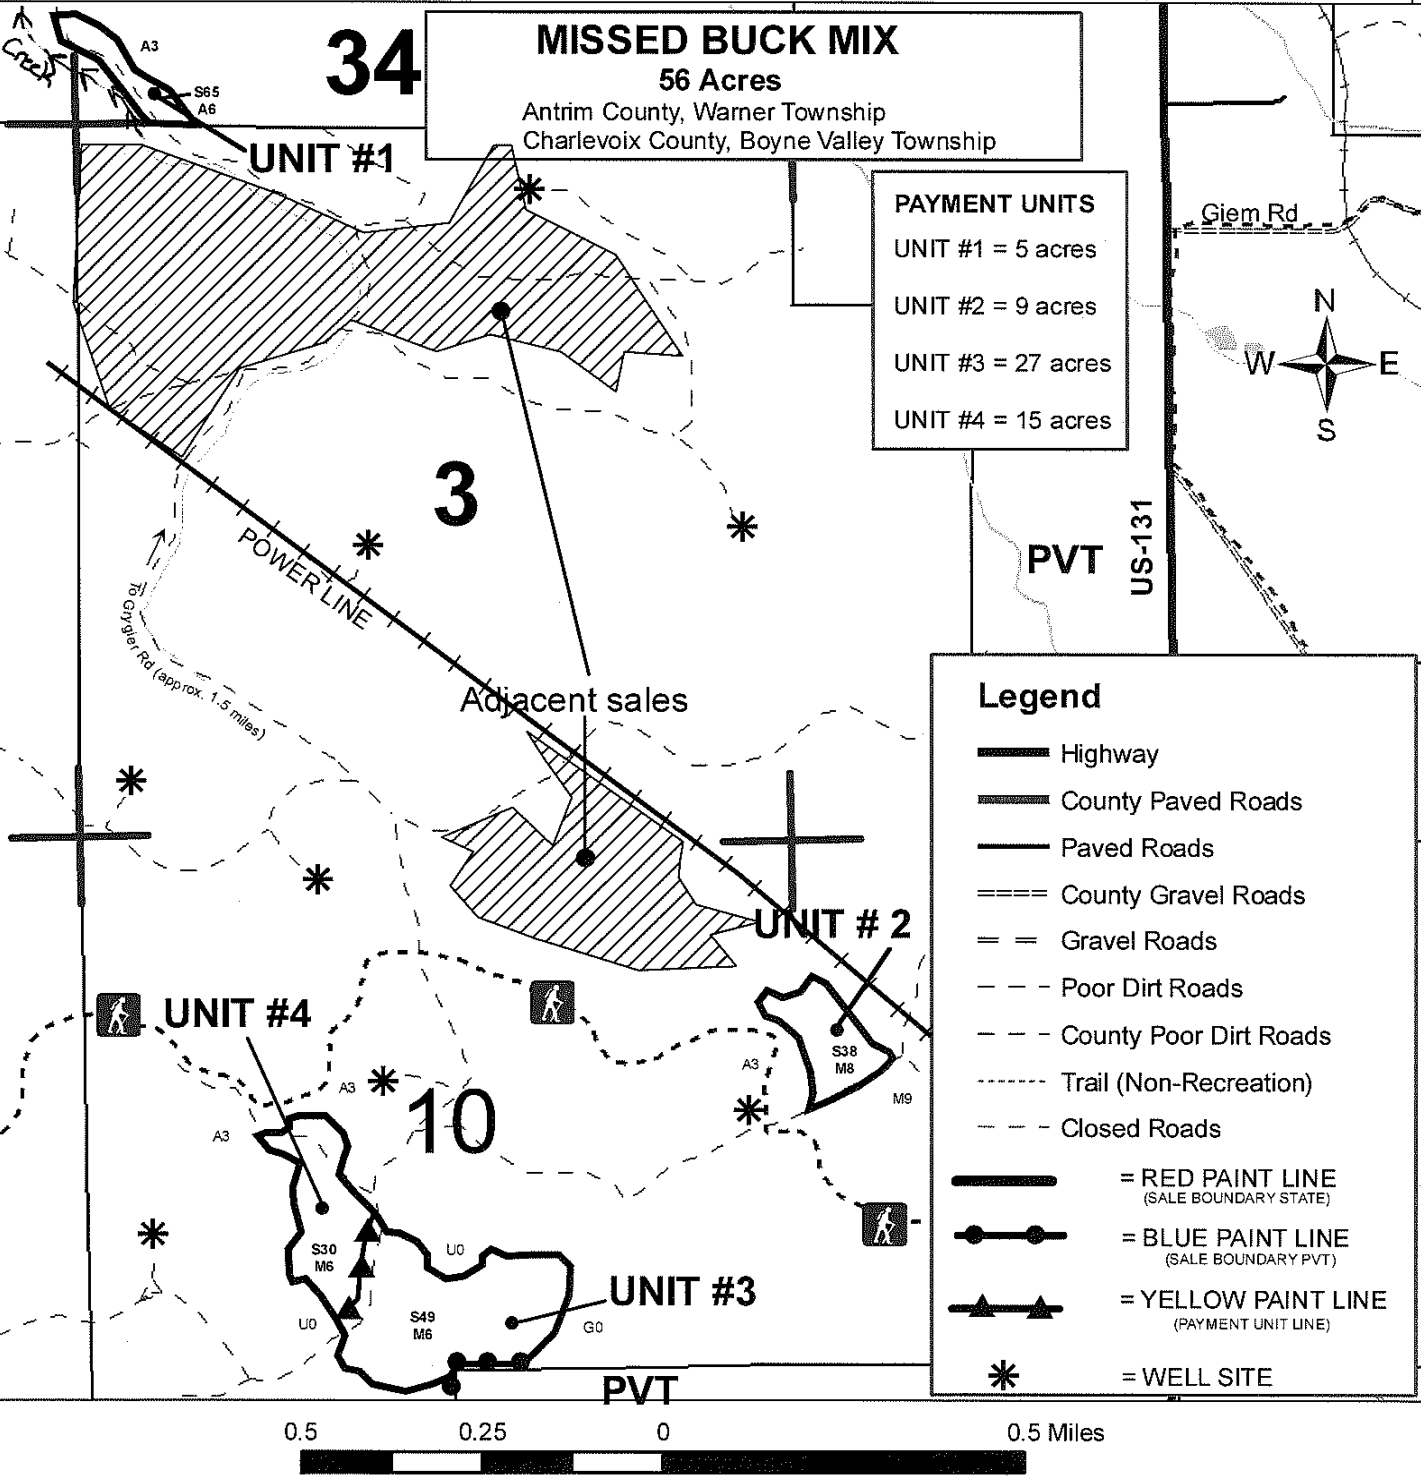 Creek
A3
S65
A6
34
MISSED BUCK MIX
56 Acres
Antrim County, Warner Township
Charlevoix County, Boyne Valley Township
UNIT #1
PAYMENT UNITS
UNIT #1 = 5 acres
UNIT #2 = 9 acres
UNIT #3 = 27 acres
UNIT #4 = 15 acres
Giem Rd
N
W
E
S
3
POWER LINE
PVT
US-131
To Grygier Rd (approx. 1.5 miles)
Adjacent sales
UNIT # 2
S38
M8
A3
M9
UNIT #4
A3
10
A3
S30
M6
U0
U0
S49
M6
UNIT #3
G0
PVT
Legend
Highway
County Paved Roads
Paved Roads
County Gravel Roads
Gravel Roads
Poor Dirt Roads
County Poor Dirt Roads
Trail (Non-Recreation)
Closed Roads
= RED PAINT LINE
(SALE BOUNDARY STATE)
= BLUE PAINT LINE
(SALE BOUNDARY PVT)
= YELLOW PAINT LINE
(PAYMENT UNIT LINE)
= WELL SITE
0.5 0.25 0 0.5 Miles